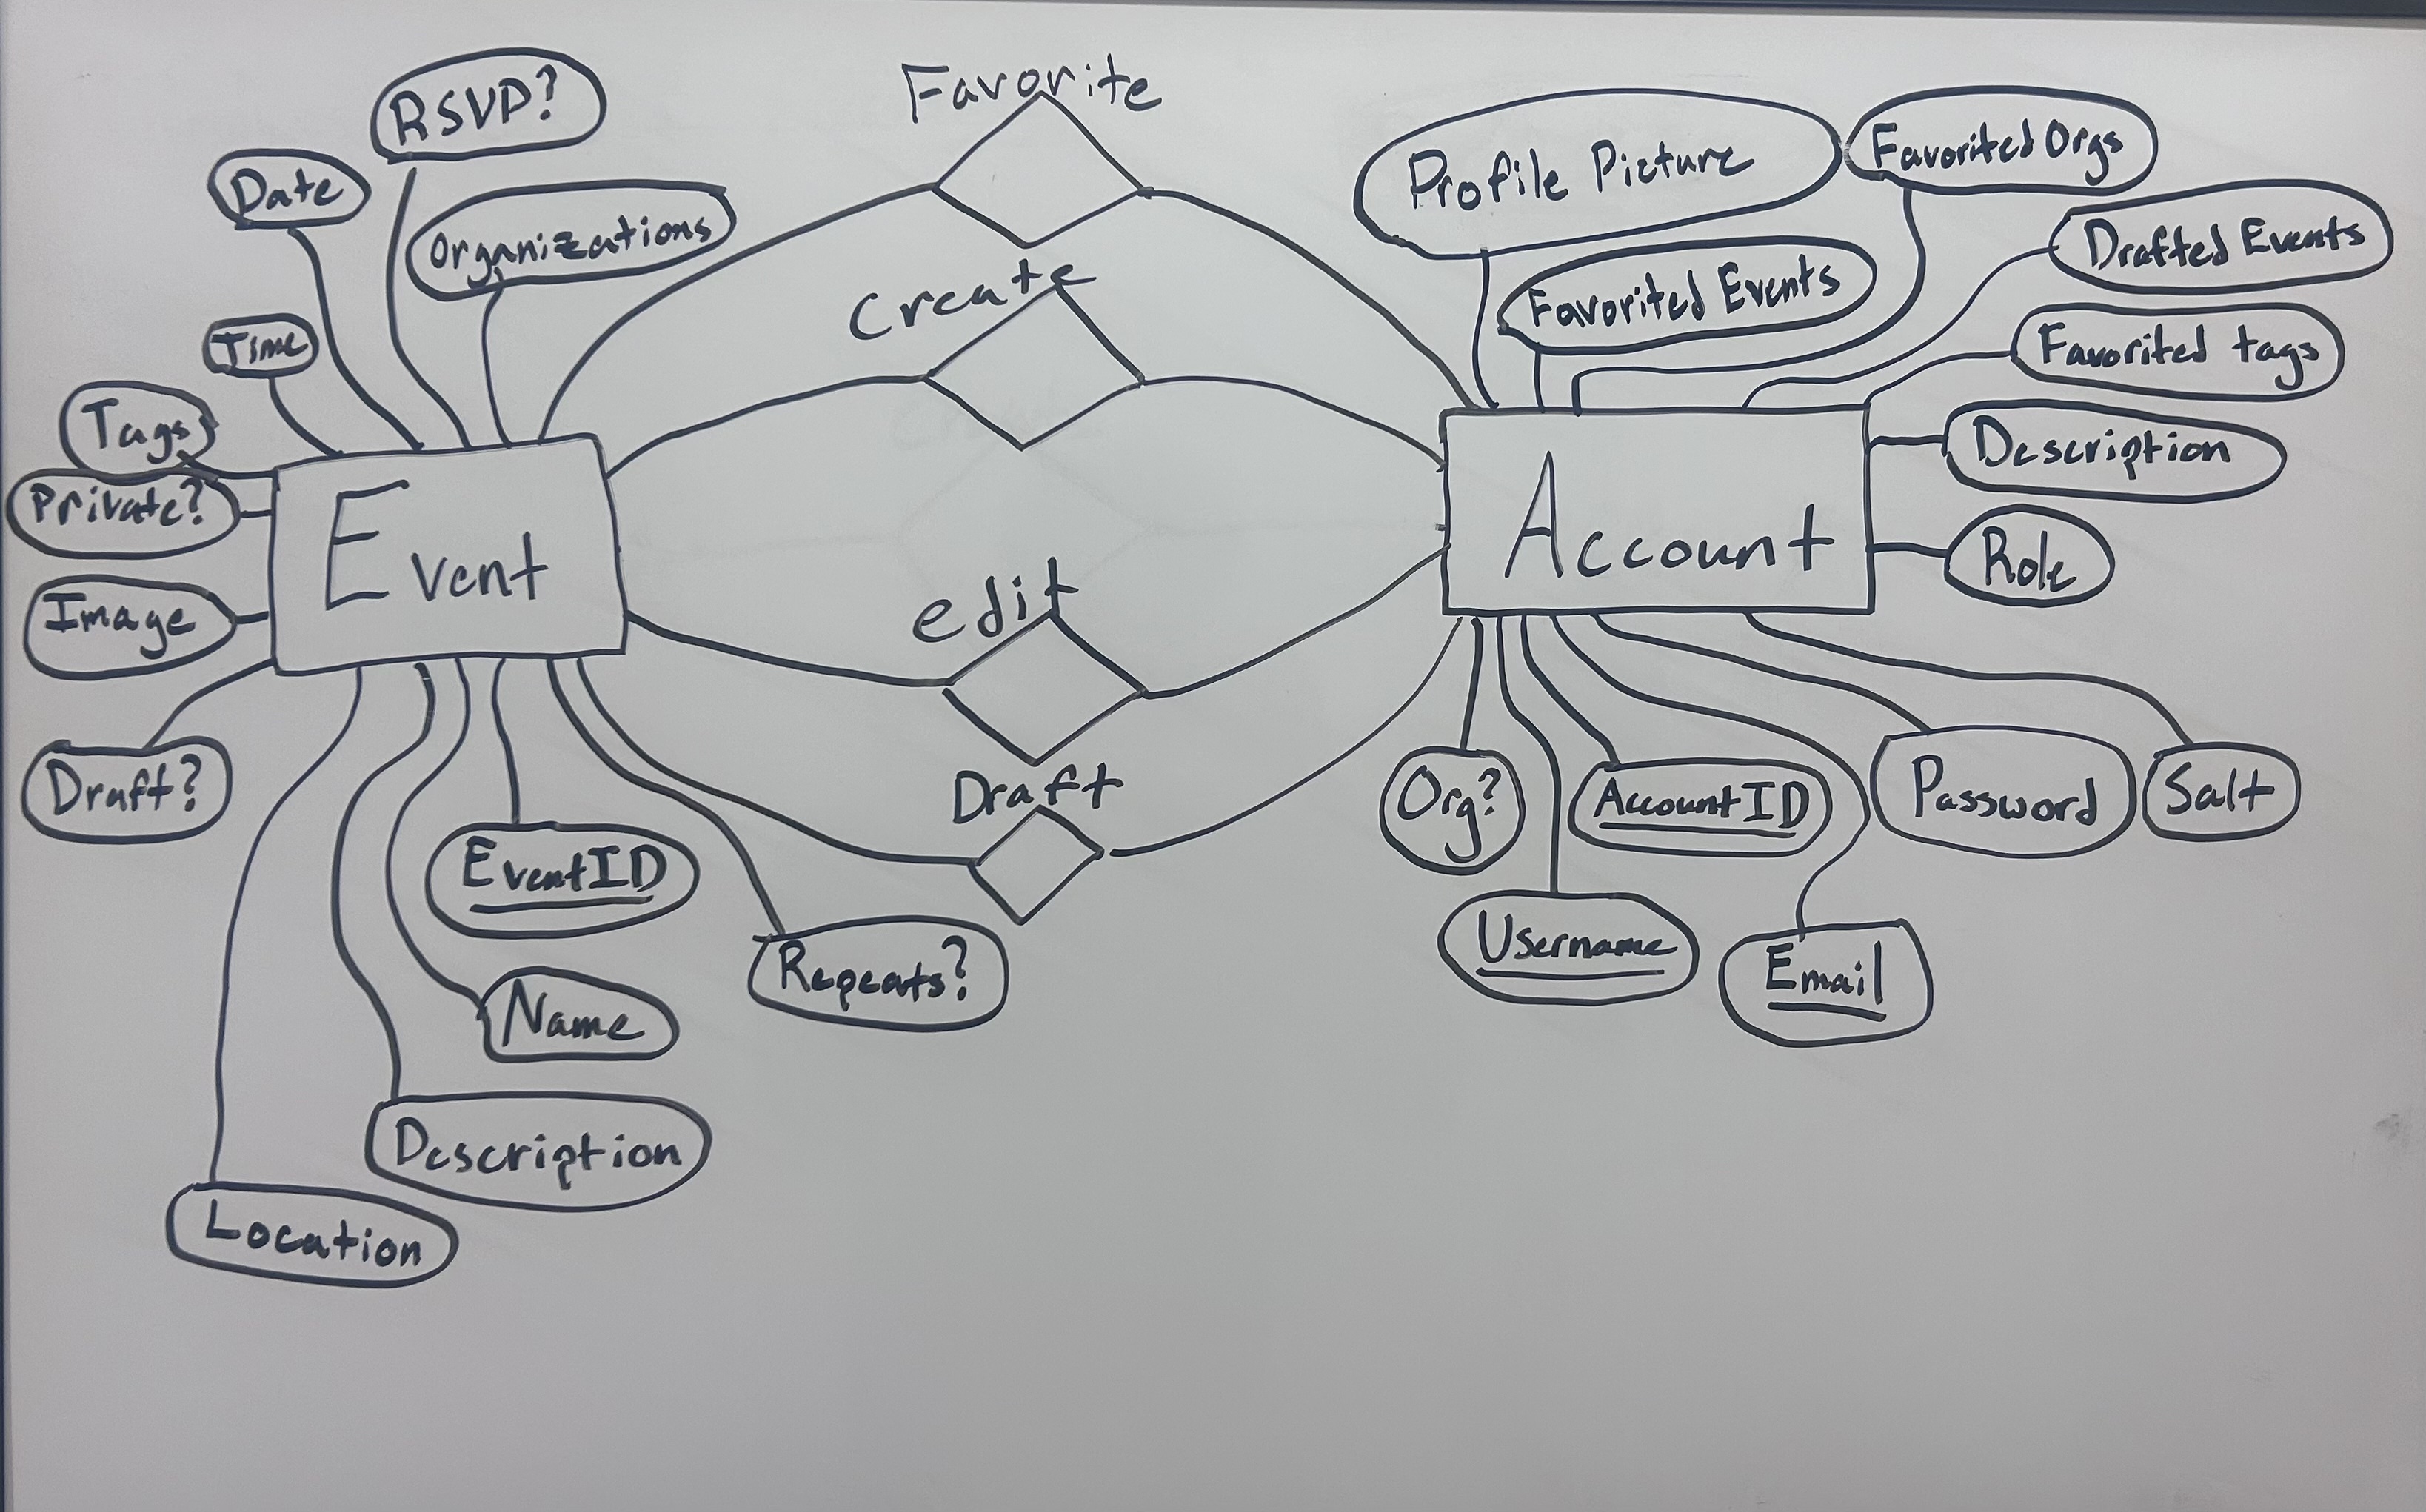 Favorite
RSVP?
Date
Organizations
Time
Tags
Private?
Image
Draft?
Event
EventID
Name
Repeats?
Description
Location
Create
edit
Draft
Profile Picture
Favorited Orgs
Favorited Events
Drafted Events
Favorited tags
Description
Role
Account
Org?
AccountID
Password
Salt
Username
Email